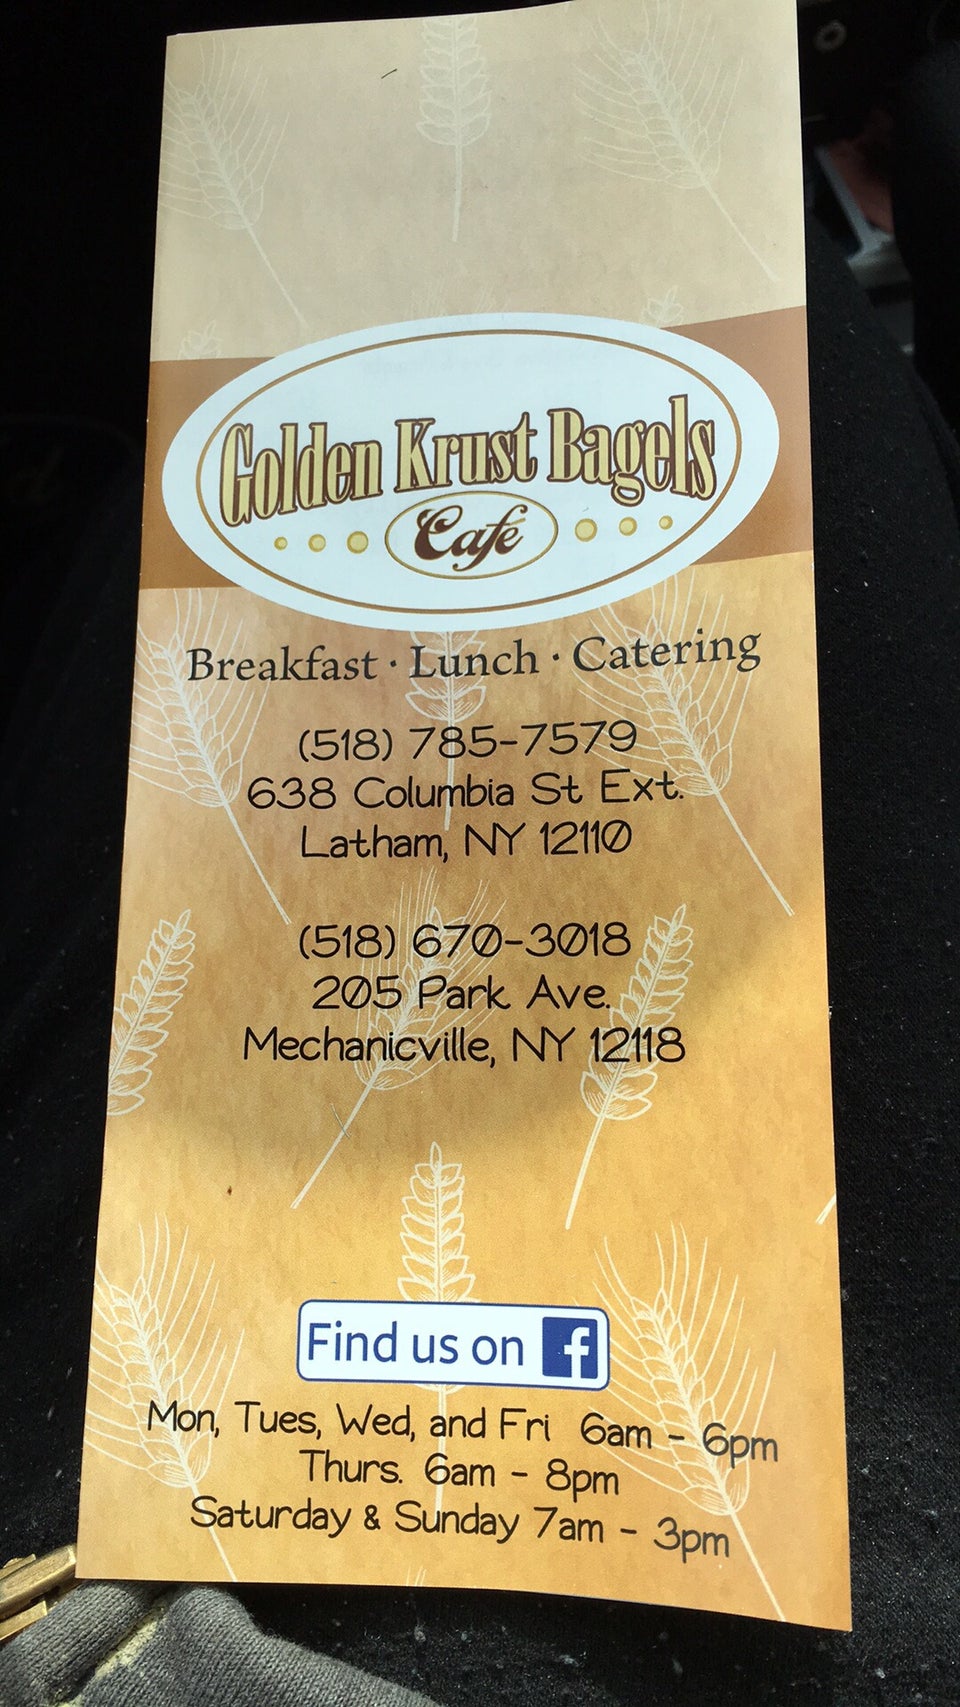 Golden Krust Bagels
Café
Breakfast · Lunch · Catering
(518) 785-7579
638 Columbia St Ext.
Latham, NY 12110
(518) 670-3018
205 Park Ave.
Mechanicville, NY 12118
Find us on f
Mon, Tues, Wed, and Fri 6am - 6pm
Thurs. 6am - 8pm
Saturday & Sunday 7am - 3pm